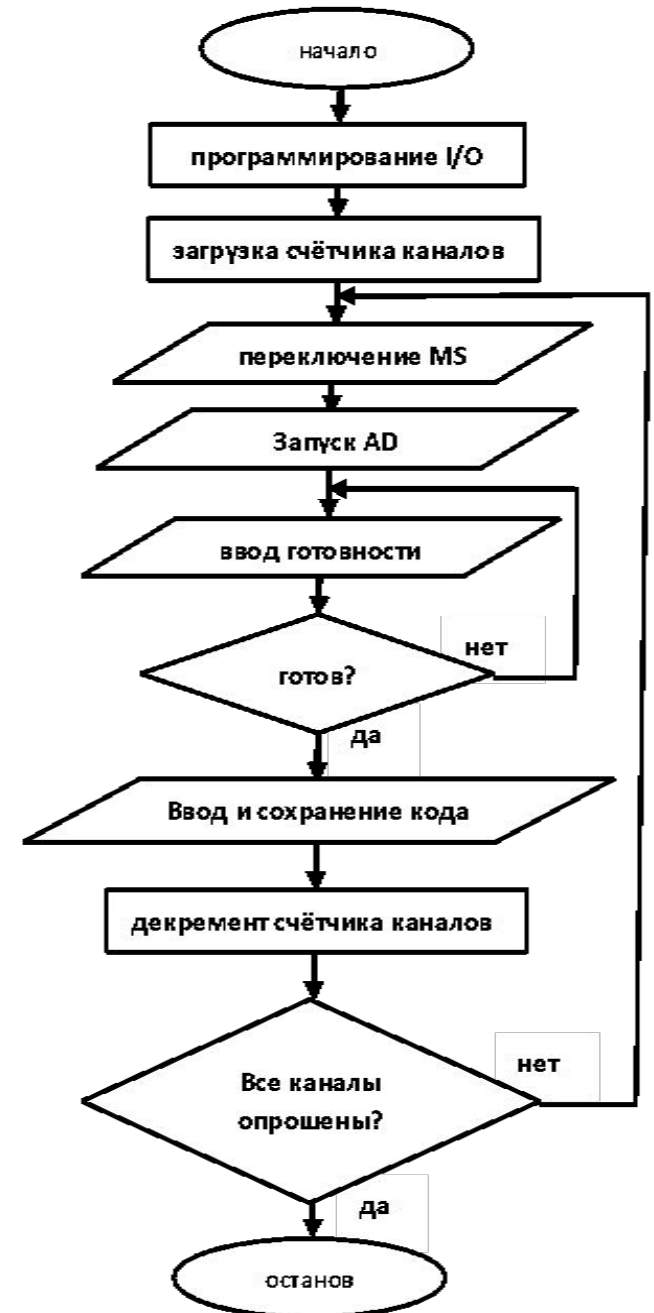 начало
программирование I/O
загрузка счётчика каналов
переключение MS
Запуск AD
ввод готовности
готов?
нет
да
Ввод и сохранение кода
декремент счётчика каналов
Все каналы
опрошены?
нет
да
останов